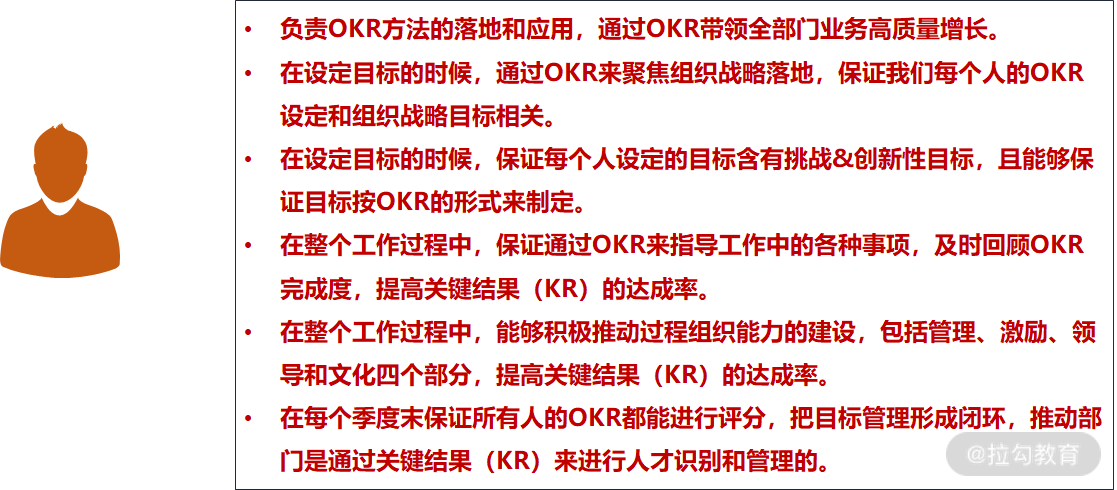 • 负责OKR方法的落地和应用，通过OKR带领全部门业务高质量增长。
• 在设定目标的时候，通过OKR来聚焦组织战略落地，保证我们每个人的OKR
设定和组织战略目标相关。
• 在设定目标的时候，保证每个人设定的目标含有挑战&创新性目标，且能够保
证目标按OKR的形式来制定。
• 在整个工作过程中，保证通过OKR来指导工作中的各种事项，及时回顾OKR
完成度，提高关键结果（KR）的达成率。
• 在整个工作过程中，能够积极推动过程组织能力的建设，包括管理、激励、领
导和文化四个部分，提高关键结果（KR）的达成率。
• 在每个季度末保证所有人的OKR都能进行评分，把目标管理形成闭环，推动部
门是通过关键结果（KR）来进行人才识别和管理的。
@拉勾教育